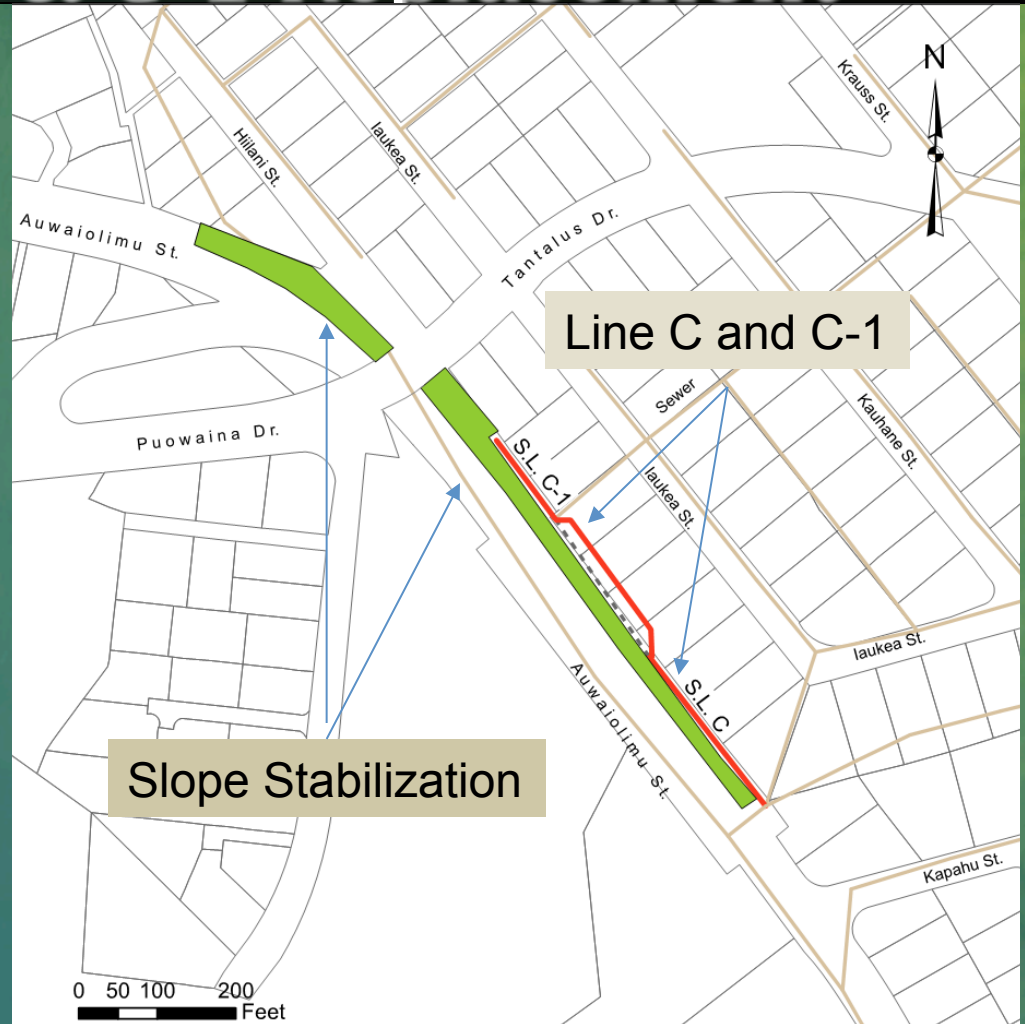 N
Krauss St.
Iaukea St.
Hiilani St.
Auwaiolimu St.
Tantalus Dr.
Line C and C-1
Sewer
Kauhane St.
Puowaina Dr.
S.L. C-1
Iaukea St.
Iaukea St.
S.L. C
Auwaiolimu St.
Slope Stabilization
Kapahu St.
0 50 100 200
Feet